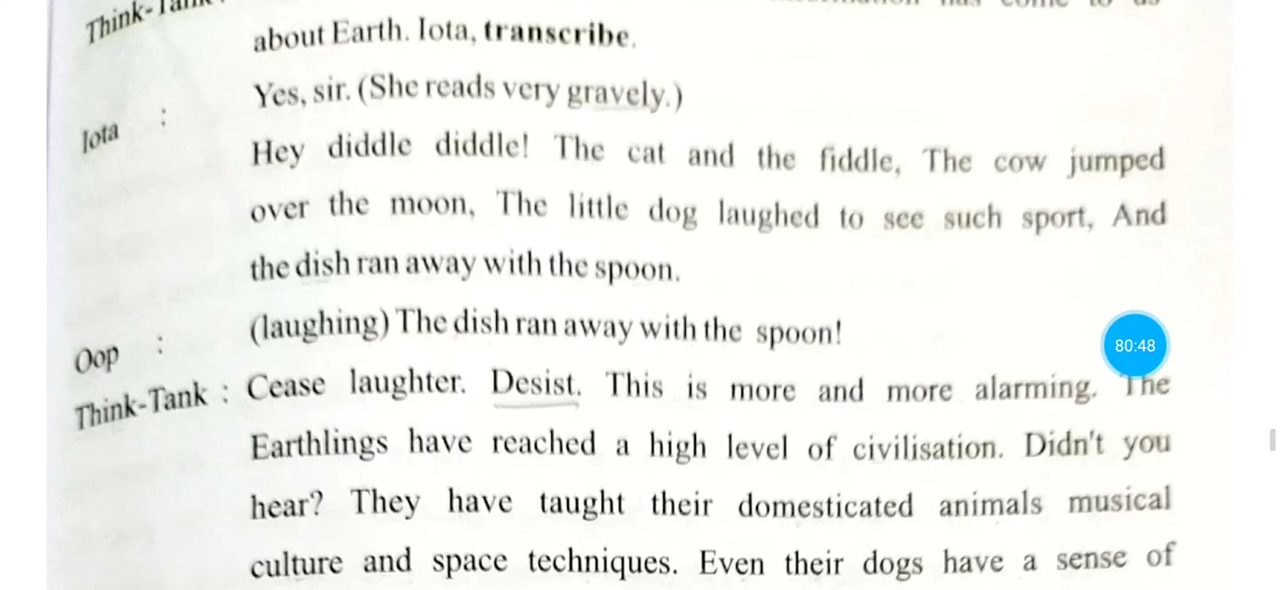 Think-Tank :
about Earth. Iota, transcribe.
Iota : Yes, sir. (She reads very gravely.)
Hey diddle diddle! The cat and the fiddle, The cow jumped
over the moon, The little dog laughed to see such sport, And
the dish ran away with the spoon.
Oop : (laughing) The dish ran away with the spoon!
80:48
Think-Tank : Cease laughter. Desist. This is more and more alarming. The
Earthlings have reached a high level of civilisation. Didn't you
hear? They have taught their domesticated animals musical
culture and space techniques. Even their dogs have a sense of